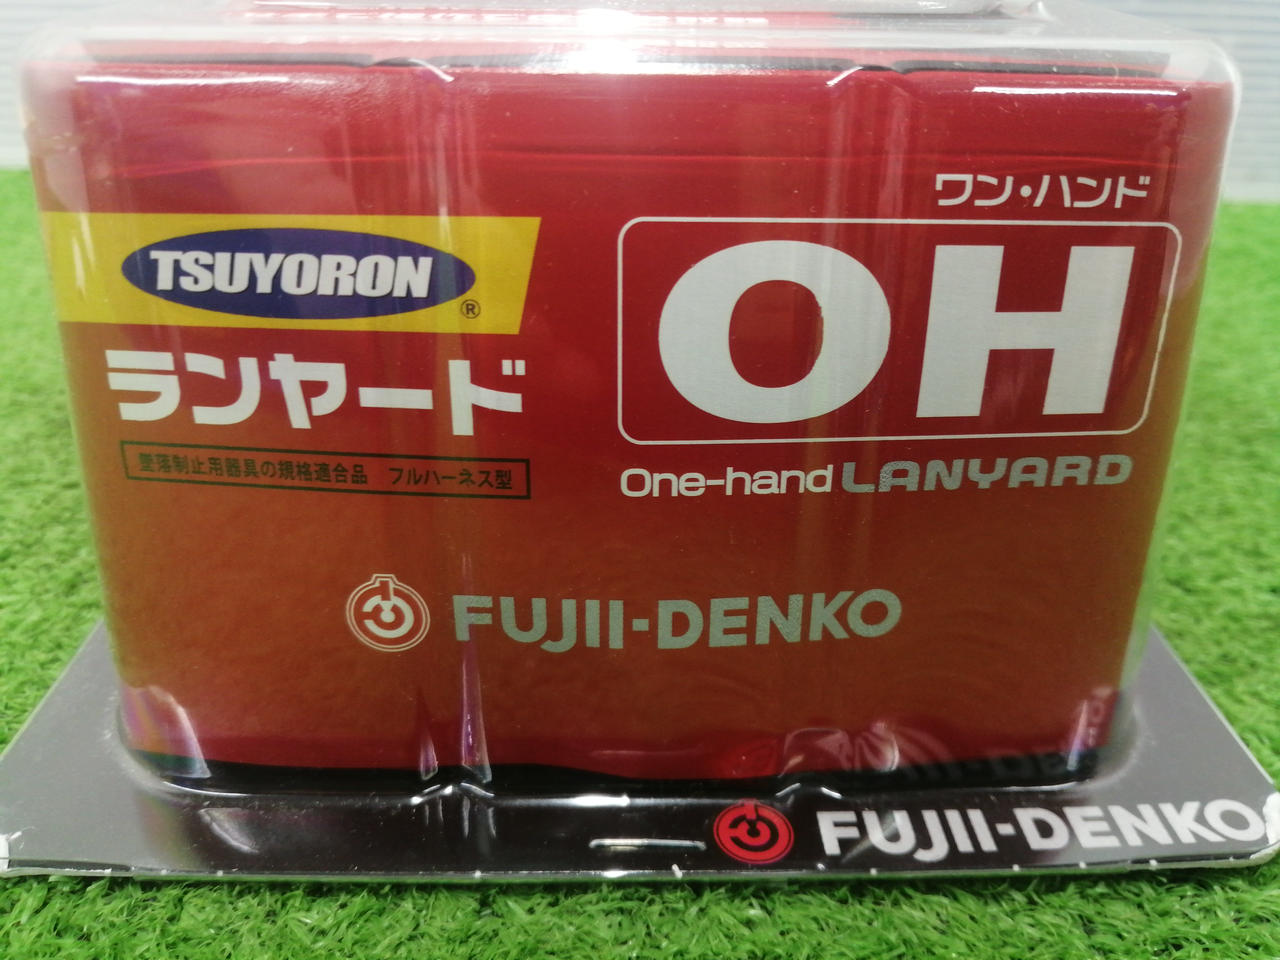 TSUYORON
®
ランヤード
墜落制止用器具の規格適合品 フルハーネス型
ワン・ハンド
OH
One-hand LANYARD
FUJII-DENKO
FUJII-DENKO